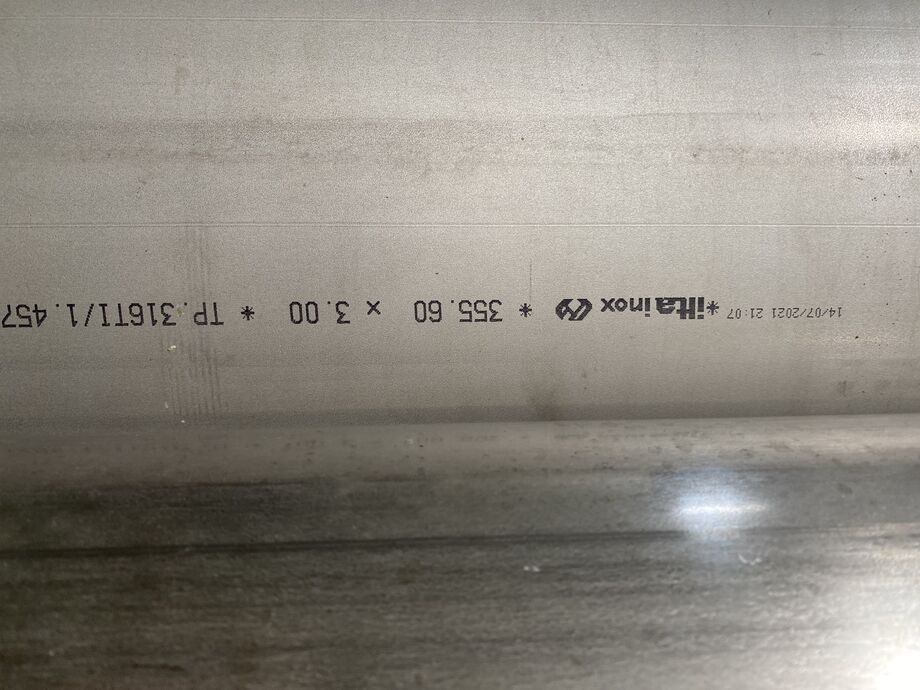 14/07/2021 21:07 *ilta inox * 355.60 x 3.00 * TP.316TI/1.457